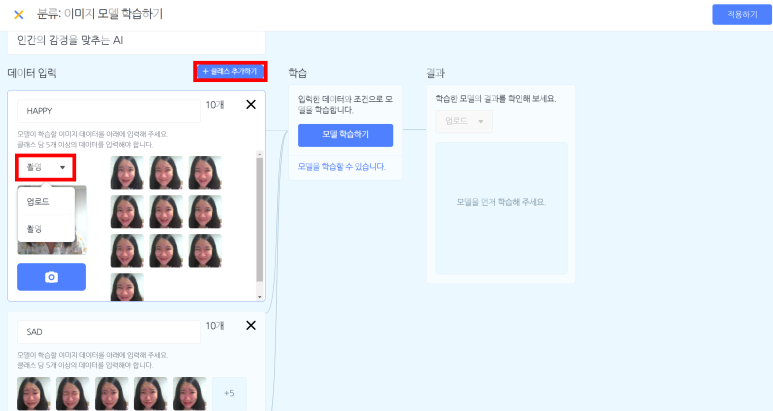 분류: 이미지 모델 학습하기
적용하기
인간의 감정을 맞추는 AI
데이터 입력
+ 클래스 추가하기
HAPPY
10개
모델이 학습할 이미지 데이터를 아래에 입력해 주세요.
클래스 당 5개 이상의 데이터를 입력해야 합니다.
촬영
업로드
촬영
SAD
10개
모델이 학습할 이미지 데이터를 아래에 입력해 주세요.
클래스 당 5개 이상의 데이터를 입력해야 합니다.
+5
학습
입력한 데이터와 조건으로 모
델을 학습합니다.
모델 학습하기
모델을 학습할 수 있습니다.
결과
학습한 모델의 결과를 확인해 보세요.
업로드
모델을 먼저 학습해 주세요.